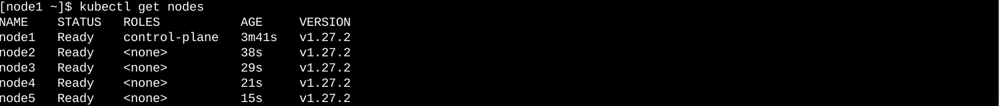 [node1 ~]$ kubectl get nodes
NAME    STATUS   ROLES           AGE     VERSION
node1   Ready    control-plane   3m41s   v1.27.2
node2   Ready    <none>          38s     v1.27.2
node3   Ready    <none>          29s     v1.27.2
node4   Ready    <none>          21s     v1.27.2
node5   Ready    <none>          15s     v1.27.2